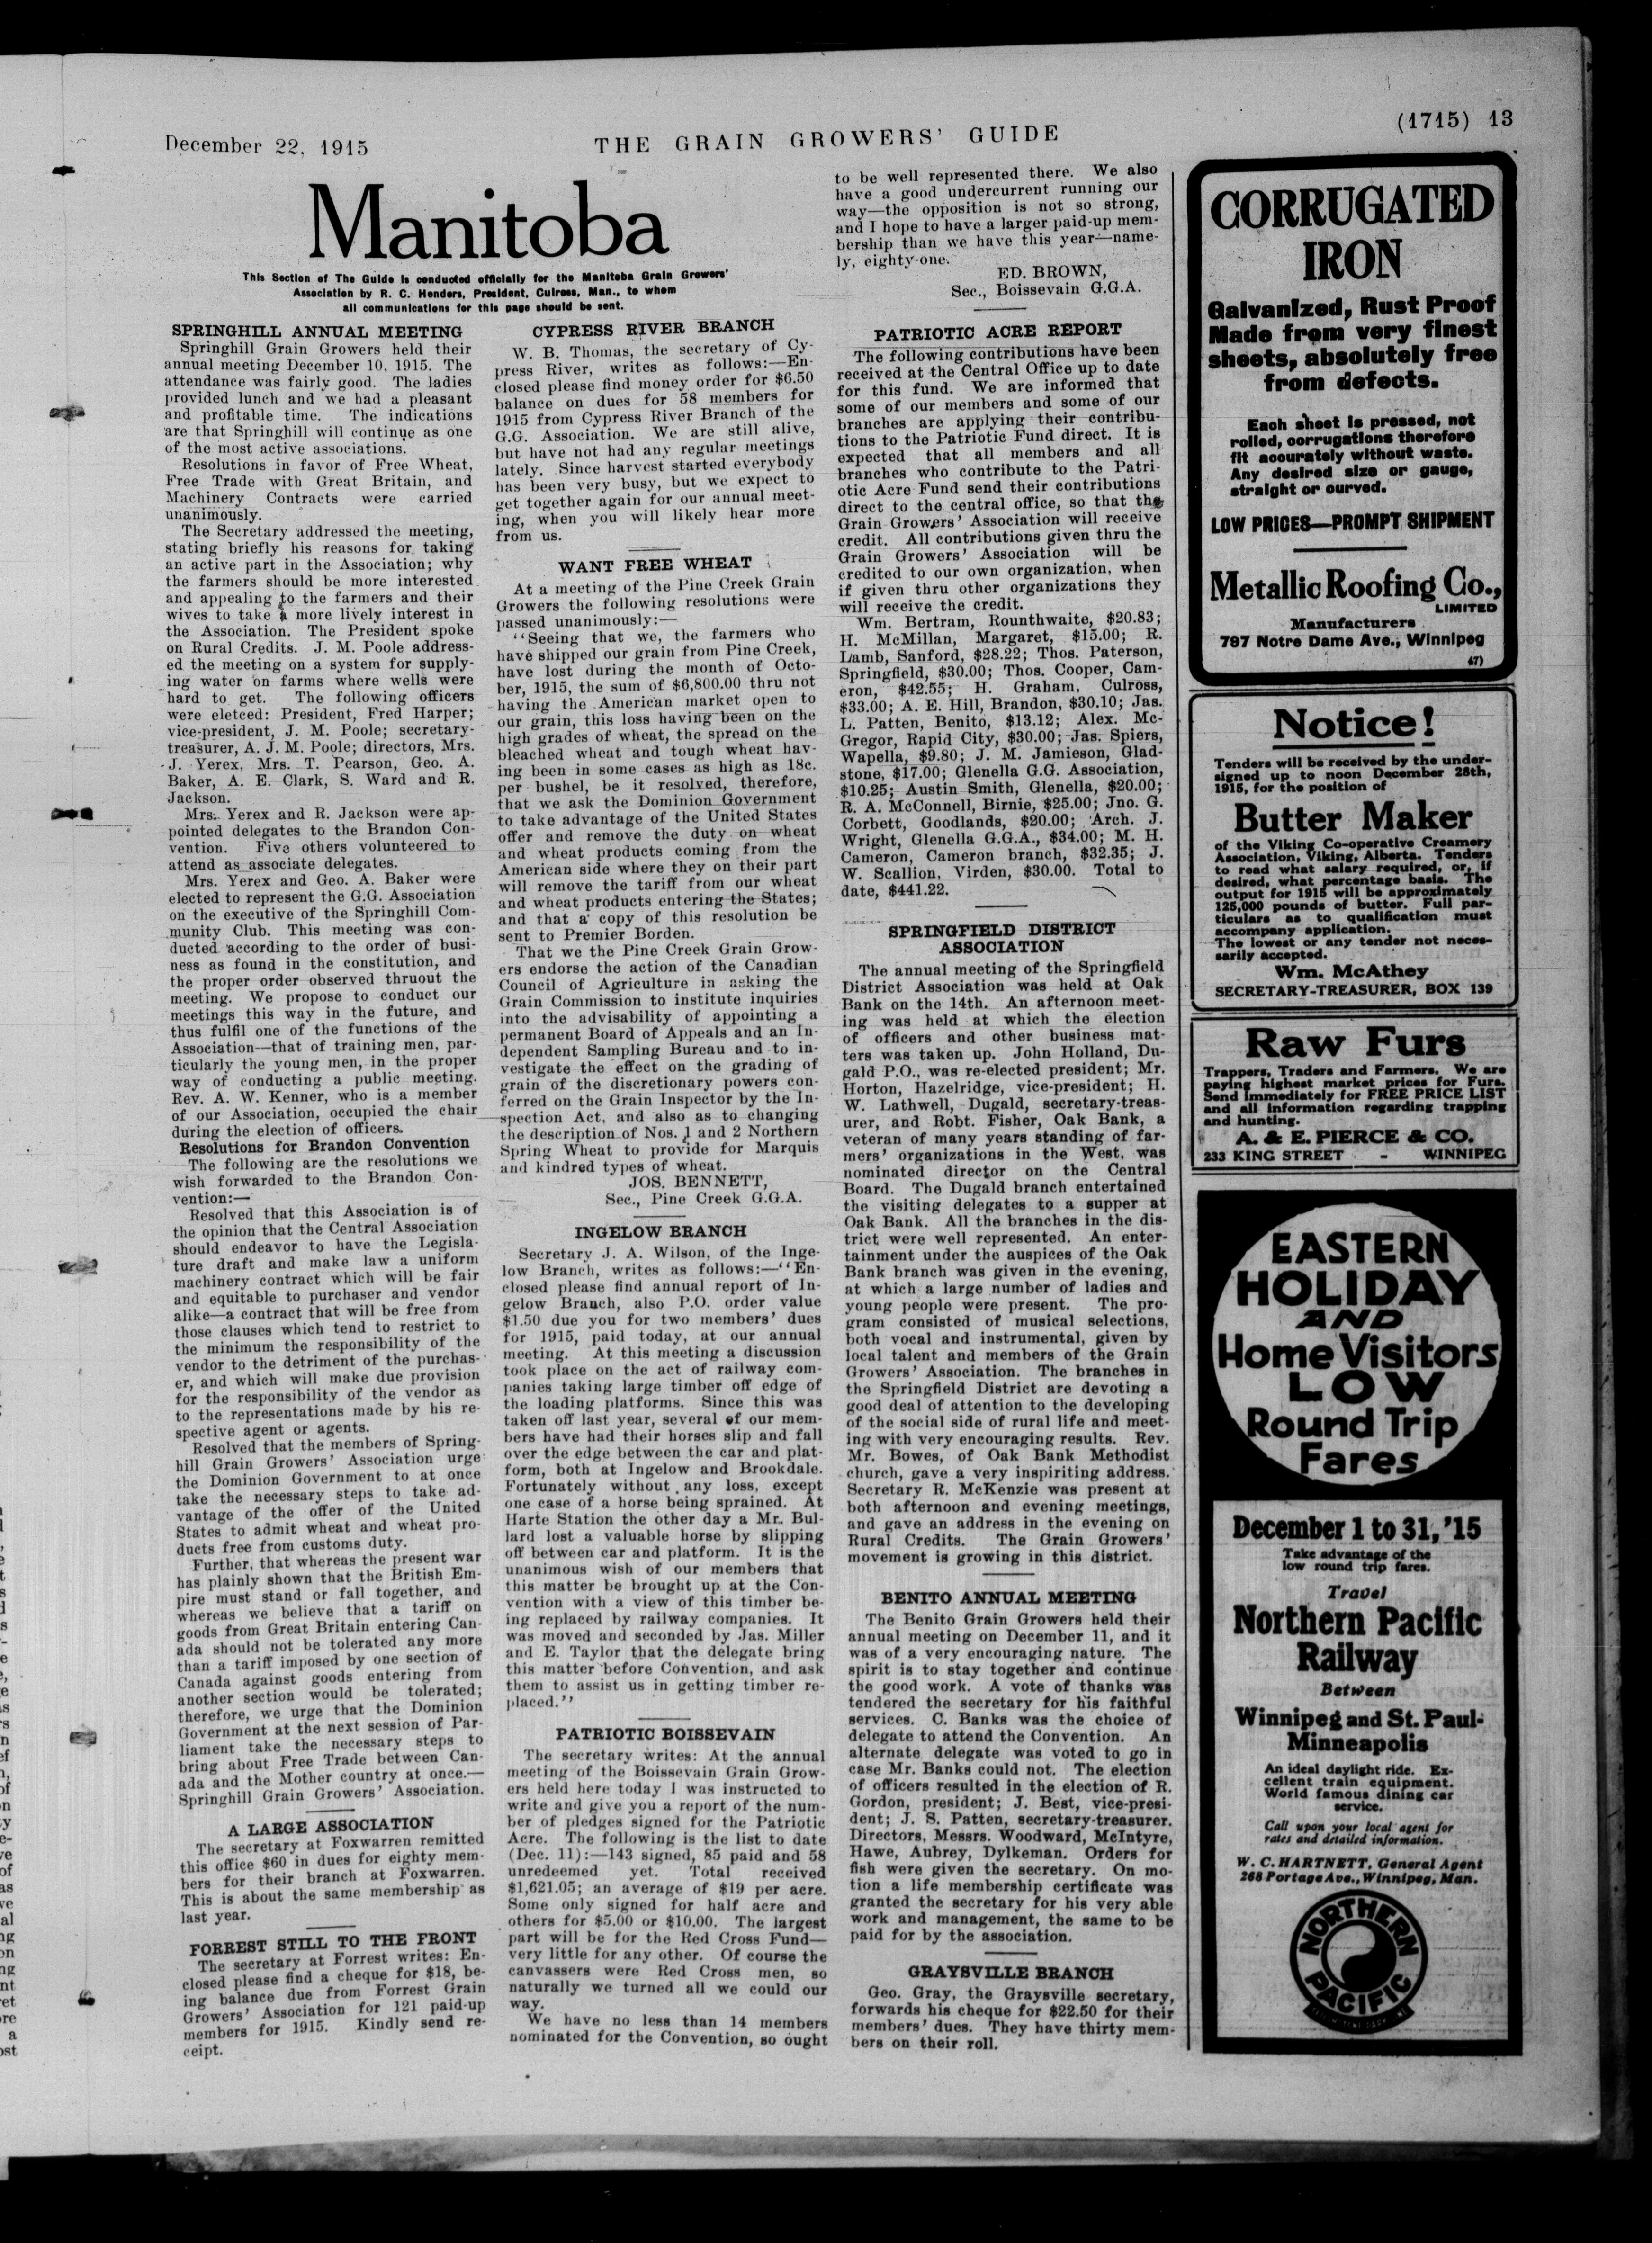 December 22, 1915
THE GRAIN GROWERS' GUIDE
(1715) 13
Manitoba
This Section of The Guide is conducted officially for the Manitoba Grain Growers'
Association by R. C. Henders, President, Culross, Man., to whom
all communications for this page should be sent.
SPRINGHILL ANNUAL MEETING
Springhill Grain Growers held their
annual meeting December 10, 1915. The
attendance was fairly good. The ladies
provided lunch and we had a pleasant
and profitable time. The indications
are that Springhill will continue as one
of the most active associations.
Resolutions in favor of Free Wheat,
Free Trade with Great Britain, and
Machinery Contracts were carried
unanimously.
The Secretary addressed the meeting,
stating briefly his reasons for taking
an active part in the Association; why
the farmers should be more interested
and appealing to the farmers and their
wives to take a more lively interest in
the Association. The President spoke
on Rural Credits. J. M. Poole address-
ed the meeting on a system for supply-
ing water on farms where wells were
hard to get. The following officers
were eletced: President, Fred Harper;
vice-president, J. M. Poole; secretary-
treasurer, A. J. M. Poole; directors, Mrs.
J. Yerex, Mrs. T. Pearson, Geo. A.
Baker, A. E. Clark, S. Ward and R.
Jackson.
Mrs. Yerex and R. Jackson were ap-
pointed delegates to the Brandon Con-
vention. Five others volunteered to
attend as associate delegates.
Mrs. Yerex and Geo. A. Baker were
elected to represent the G.G. Association
on the executive of the Springhill Com-
munity Club. This meeting was con-
ducted according to the order of busi-
ness as found in the constitution, and
the proper order observed thruout the
meeting. We propose to conduct our
meetings this way in the future, and
thus fulfil one of the functions of the
Association—that of training men, par-
ticularly the young men, in the proper
way of conducting a public meeting.
Rev. A. W. Kenner, who is a member
of our Association, occupied the chair
during the election of officers.
Resolutions for Brandon Convention
The following are the resolutions we
wish forwarded to the Brandon Con-
vention:—
Resolved that this Association is of
the opinion that the Central Association
should endeavor to have the Legisla-
ture draft and make law a uniform
machinery contract which will be fair
and equitable to purchaser and vendor
alike—a contract that will be free from
those clauses which tend to restrict to
the minimum the responsibility of the
vendor to the detriment of the purchas-
er, and which will make due provision
for the responsibility of the vendor as
to the representations made by his re-
spective agent or agents.
Resolved that the members of Spring-
hill Grain Growers' Association urge
the Dominion Government to at once
take the necessary steps to take ad-
vantage of the offer of the United
States to admit wheat and wheat pro-
ducts free from customs duty.
Further, that whereas the present war
has plainly shown that the British Em-
pire must stand or fall together, and
whereas we believe that a tariff on
goods from Great Britain entering Can-
ada should not be tolerated any more
than a tariff imposed by one section of
Canada against goods entering from
another section would be tolerated;
therefore, we urge that the Dominion
Government at the next session of Par-
liament take the necessary steps to
bring about Free Trade between Can-
ada and the Mother country at once.—
Springhill Grain Growers' Association.
A LARGE ASSOCIATION
The secretary at Foxwarren remitted
this office $60 in dues for eighty mem-
bers for their branch at Foxwarren.
This is about the same membership as
last year.
FORREST STILL TO THE FRONT
The secretary at Forrest writes: En-
closed please find a cheque for $18, be-
ing balance due from Forrest Grain
Growers' Association for 121 paid-up
members for 1915. Kindly send re-
ceipt.
CYPRESS RIVER BRANCH
W. B. Thomas, the secretary of Cy-
press River, writes as follows:—En-
closed please find money order for $6.50
balance on dues for 58 members for
1915 from Cypress River Branch of the
G.G. Association. We are still alive,
but have not had any regular meetings
lately. Since harvest started everybody
has been very busy, but we expect to
get together again for our annual meet-
ing, when you will likely hear more
from us.
WANT FREE WHEAT
At a meeting of the Pine Creek Grain
Growers the following resolutions were
passed unanimously:—
"Seeing that we, the farmers who
have shipped our grain from Pine Creek,
have lost during the month of Octo-
ber, 1915, the sum of $6,800.00 thru not
having the American market open to
our grain, this loss having been on the
high grades of wheat, the spread on the
bleached wheat and tough wheat hav-
ing been in some cases as high as 18c.
per bushel, be it resolved, therefore,
that we ask the Dominion Government
to take advantage of the United States
offer and remove the duty on wheat
and wheat products coming from the
American side where they on their part
will remove the tariff from our wheat
and wheat products entering the States;
and that a copy of this resolution be
sent to Premier Borden.
That we the Pine Creek Grain Grow-
ers endorse the action of the Canadian
Council of Agriculture in asking the
Grain Commission to institute inquiries
into the advisability of appointing a
permanent Board of Appeals and an In-
dependent Sampling Bureau and to in-
vestigate the effect on the grading of
grain of the discretionary powers con-
ferred on the Grain Inspector by the In-
spection Act, and also as to changing
the description of Nos. 1 and 2 Northern
Spring Wheat to provide for Marquis
and kindred types of wheat.
JOS. BENNETT,
Sec., Pine Creek G.G.A.
INGELOW BRANCH
Secretary J. A. Wilson, of the Inge-
low Branch, writes as follows:—"En-
closed please find annual report of In-
gelow Branch, also P.O. order value
$1.50 due you for two members' dues
for 1915, paid today, at our annual
meeting. At this meeting a discussion
took place on the act of railway com-
panies taking large timber off edge of
the loading platforms. Since this was
taken off last year, several of our mem-
bers have had their horses slip and fall
over the edge between the car and plat-
form, both at Ingelow and Brookdale.
Fortunately without any loss, except
one case of a horse being sprained. At
Harte Station the other day a Mr. Bul-
lard lost a valuable horse by slipping
off between car and platform. It is the
unanimous wish of our members that
this matter be brought up at the Con-
vention with a view of this timber be-
ing replaced by railway companies. It
was moved and seconded by Jas. Miller
and E. Taylor that the delegate bring
this matter before Convention, and ask
them to assist us in getting timber re-
placed."
PATRIOTIC BOISSEVAIN
The secretary writes: At the annual
meeting of the Boissevain Grain Grow-
ers held here today I was instructed to
write and give you a report of the num-
ber of pledges signed for the Patriotic
Acre. The following is the list to date
(Dec. 11):—143 signed, 85 paid and 58
unredeemed yet. Total received
$1,621.05; an average of $19 per acre.
Some only signed for half acre and
others for $5.00 or $10.00. The largest
part will be for the Red Cross Fund—
very little for any other. Of course the
canvassers were Red Cross men, so
naturally we turned all we could our
way.
We have no less than 14 members
nominated for the Convention, so ought
to be well represented there. We also
have a good undercurrent running our
way—the opposition is not so strong,
and I hope to have a larger paid-up mem-
bership than we have this year—name-
ly, eighty-one.
ED. BROWN,
Sec., Boissevain G.G.A.
PATRIOTIC ACRE REPORT
The following contributions have been
received at the Central Office up to date
for this fund. We are informed that
some of our members and some of our
branches are applying their contribu-
tions to the Patriotic Fund direct. It is
expected that all members and all
branches who contribute to the Patri-
otic Acre Fund send their contributions
direct to the central office, so that the
Grain Growers' Association will receive
credit. All contributions given thru the
Grain Growers' Association will be
credited to our own organization, when
if given thru other organizations they
will receive the credit.
Wm. Bertram, Rounthwaite, $20.83;
H. McMillan, Margaret, $15.00; R.
Lamb, Sanford, $28.22; Thos. Paterson,
Springfield, $30.00; Thos. Cooper, Cam-
eron, $42.55; H. Graham, Culross,
$33.00; A. E. Hill, Brandon, $30.10; Jas.
L. Patten, Benito, $13.12; Alex. Mc-
Gregor, Rapid City, $30.00; Jas. Spiers,
Wapella, $9.80; J. M. Jamieson, Glad-
stone, $17.00; Glenella G.G. Association,
$10.25; Austin Smith, Glenella, $20.00;
R. A. McConnell, Birnie, $25.00; Jno. G.
Corbett, Goodlands, $20.00; Arch. J.
Wright, Glenella G.G.A., $34.00; M. H.
Cameron, Cameron branch, $32.35; J.
W. Scallion, Virden, $30.00. Total to
date, $441.22.
SPRINGFIELD DISTRICT
ASSOCIATION
The annual meeting of the Springfield
District Association was held at Oak
Bank on the 14th. An afternoon meet-
ing was held at which the election
of officers and other business mat-
ters was taken up. John Holland, Du-
gald P.O., was re-elected president; Mr.
Horton, Hazelridge, vice-president; H.
W. Lathwell, Dugald, secretary-treas-
urer, and Robt. Fisher, Oak Bank, a
veteran of many years standing of far-
mers' organizations in the West, was
nominated director on the Central
Board. The Dugald branch entertained
the visiting delegates to a supper at
Oak Bank. All the branches in the dis-
trict were well represented. An enter-
tainment under the auspices of the Oak
Bank branch was given in the evening,
at which a large number of ladies and
young people were present. The pro-
gram consisted of musical selections,
both vocal and instrumental, given by
local talent and members of the Grain
Growers' Association. The branches in
the Springfield District are devoting a
good deal of attention to the developing
of the social side of rural life and meet-
ing with very encouraging results. Rev.
Mr. Bowes, of Oak Bank Methodist
church, gave a very inspiriting address.
Secretary R. McKenzie was present at
both afternoon and evening meetings,
and gave an address in the evening on
Rural Credits. The Grain Growers'
movement is growing in this district.
BENITO ANNUAL MEETING
The Benito Grain Growers held their
annual meeting on December 11, and it
was of a very encouraging nature. The
spirit is to stay together and continue
the good work. A vote of thanks was
tendered the secretary for his faithful
services. C. Banks was the choice of
delegate to attend the Convention. An
alternate delegate was voted to go in
case Mr. Banks could not. The election
of officers resulted in the election of R.
Gordon, president; J. Best, vice-presi-
dent; J. S. Patten, secretary-treasurer.
Directors, Messrs. Woodward, McIntyre,
Hawe, Aubrey, Dylkeman. Orders for
fish were given the secretary. On mo-
tion a life membership certificate was
granted the secretary for his very able
work and management, the same to be
paid for by the association.
GRAYSVILLE BRANCH
Geo. Gray, the Graysville secretary,
forwards his cheque for $22.50 for their
members' dues. They have thirty mem-
bers on their roll.
CORRUGATED
IRON
Galvanized, Rust Proof
Made from very finest
sheets, absolutely free
from defects.
Each sheet is pressed, not
rolled, corrugations therefore
fit accurately without waste.
Any desired size or gauge,
straight or curved.
LOW PRICES—PROMPT SHIPMENT
Metallic Roofing Co.,
LIMITED
Manufacturers
797 Notre Dame Ave., Winnipeg
47)
Notice!
Tenders will be received by the under-
signed up to noon December 28th,
1915, for the position of
Butter Maker
of the Viking Co-operative Creamery
Association, Viking, Alberta. Tenders
to read what salary required, or, if
desired, what percentage basis. The
output for 1915 will be approximately
125,000 pounds of butter. Full par-
ticulars as to qualification must
accompany application.
The lowest or any tender not neces-
sarily accepted.
Wm. McAthey
SECRETARY-TREASURER, BOX 139
Raw Furs
Trappers, Traders and Farmers. We are
paying highest market prices for Furs.
Send immediately for FREE PRICE LIST
and all information regarding trapping
and hunting.
A. & E. PIERCE & CO.
233 KING STREET - WINNIPEG
EASTERN
HOLIDAY
AND
Home Visitors
LOW
Round Trip
Fares
December 1 to 31, '15
Take advantage of the
low round trip fares.
Travel
Northern Pacific
Railway
Between
Winnipeg and St. Paul-
Minneapolis
An ideal daylight ride. Ex-
cellent train equipment.
World famous dining car
service.
Call upon your local agent for
rates and detailed information.
W. C. HARTNETT, General Agent
268 Portage Ave., Winnipeg, Man.
NORTHERN
PACIFIC